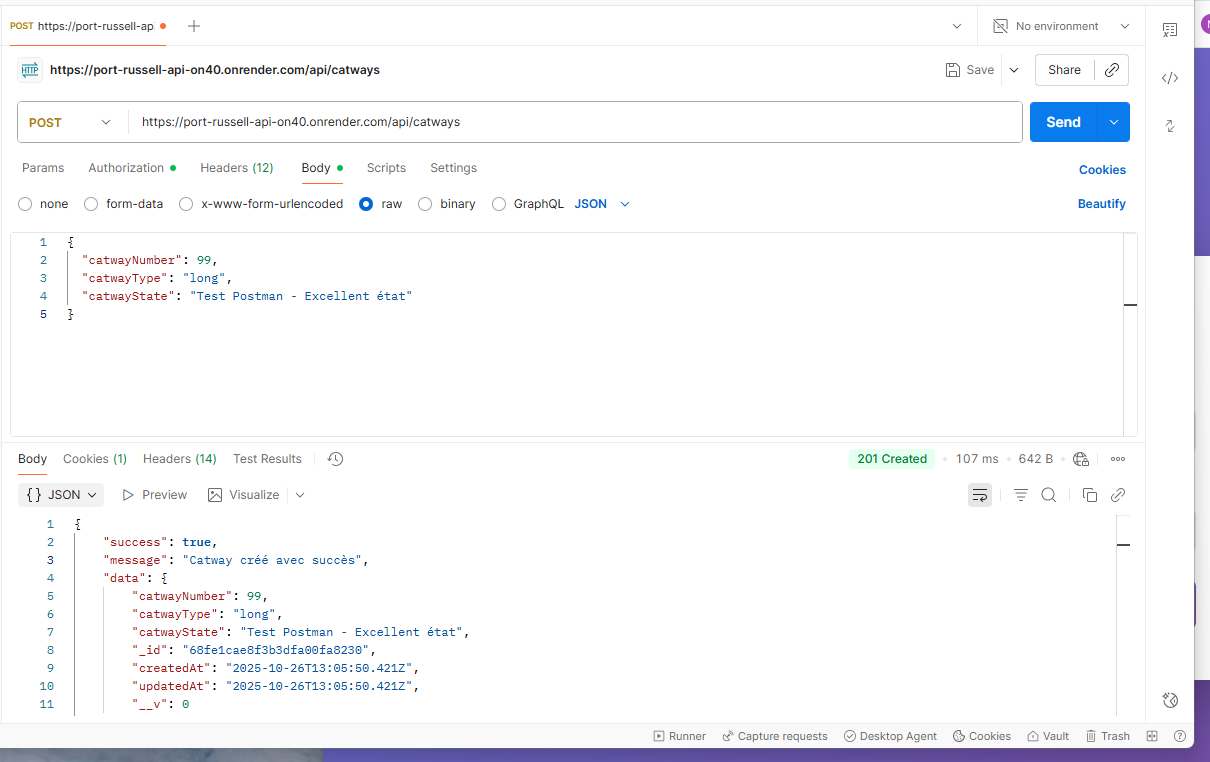 POST https://port-russell-ap
No environment
HTTP https://port-russell-api-on40.onrender.com/api/catways
Save
Share
POST https://port-russell-api-on40.onrender.com/api/catways
Send
Params Authorization Headers (12) Body Scripts Settings
Cookies
none form-data x-www-form-urlencoded raw binary GraphQL JSON
Beautify
1 {
2 "catwayNumber": 99,
3 "catwayType": "long",
4 "catwayState": "Test Postman - Excellent état"
5 }
Body Cookies (1) Headers (14) Test Results
201 Created 107 ms 642 B
{} JSON Preview Visualize
1 {
2 "success": true,
3 "message": "Catway créé avec succès",
4 "data": {
5 "catwayNumber": 99,
6 "catwayType": "long",
7 "catwayState": "Test Postman - Excellent état",
8 "_id": "68fe1cae8f3b3dfa00fa8230",
9 "createdAt": "2025-10-26T13:05:50.421Z",
10 "updatedAt": "2025-10-26T13:05:50.421Z",
11 "__v": 0
Runner Capture requests Desktop Agent Cookies Vault Trash